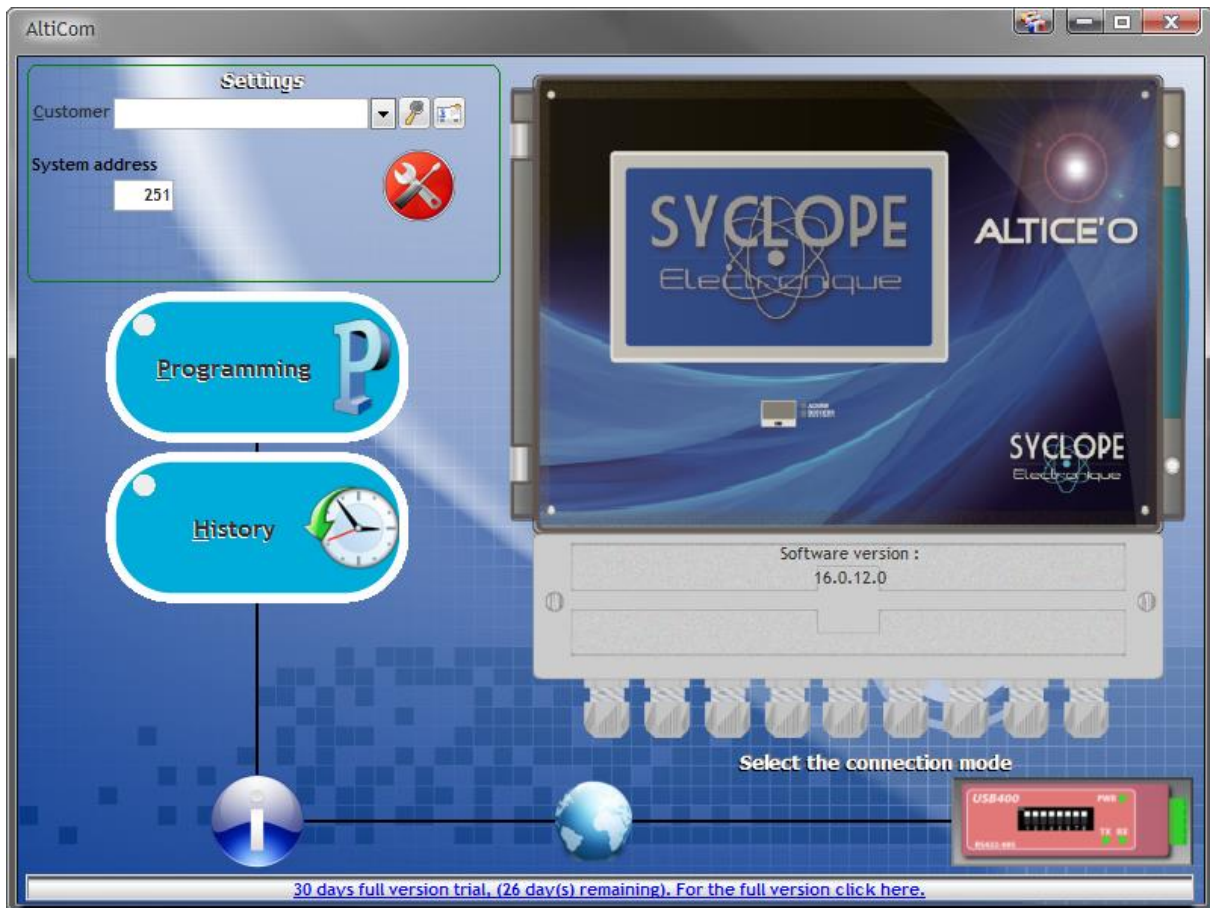 AltiCom
Settings
Customer
System address
251
Programming
P
History
SYCLOPE
Electronique
ALTICE'O
SYCLOPE
Electronique
Software version :
16.0.12.0
Select the connection mode
USB400
PWR
TX RX
RS422/485
30 days full version trial, (26 day(s) remaining). For the full version click here.